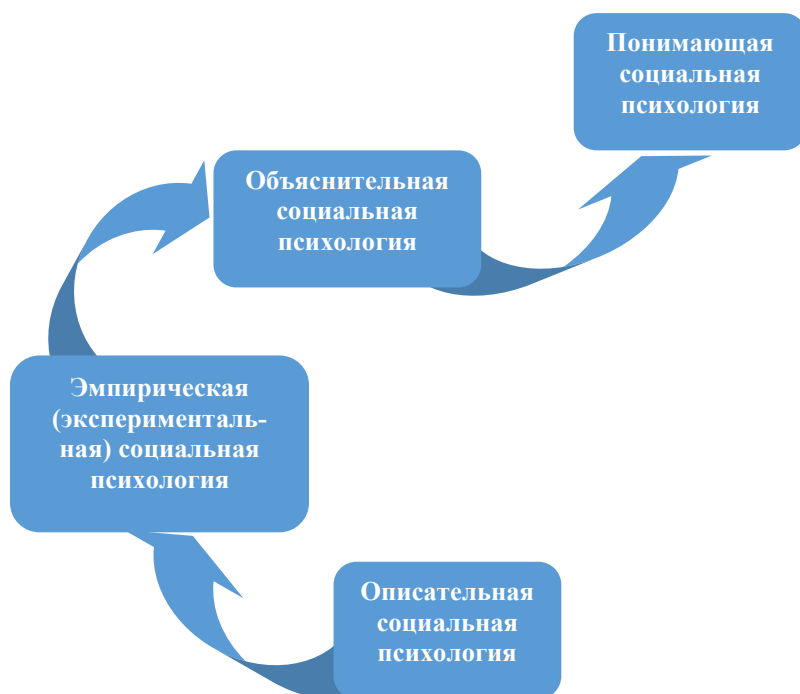 Понимающая
социальная
психология
Объяснительная
социальная
психология
Эмпирическая
(эксперименталь-
ная) социальная
психология
Описательная
социальная
психология